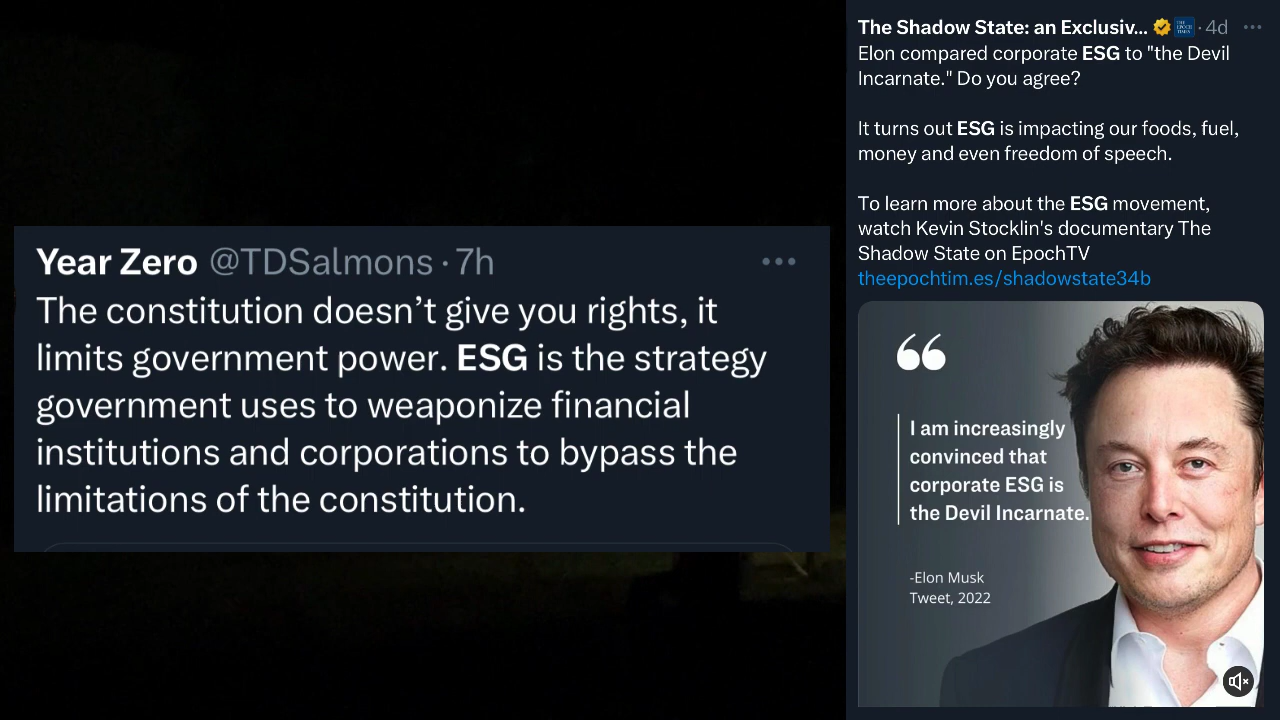 Year Zero @TDSalmons · 7h
The constitution doesn’t give you rights, it
limits government power. ESG is the strategy
government uses to weaponize financial
institutions and corporations to bypass the
limitations of the constitution.
The Shadow State: an Exclusiv... THE EPOCH TIMES · 4d
Elon compared corporate ESG to "the Devil
Incarnate." Do you agree?
It turns out ESG is impacting our foods, fuel,
money and even freedom of speech.
To learn more about the ESG movement,
watch Kevin Stocklin's documentary The
Shadow State on EpochTV
theepochtim.es/shadowstate34b
I am increasingly
convinced that
corporate ESG is
the Devil Incarnate.
-Elon Musk
Tweet, 2022